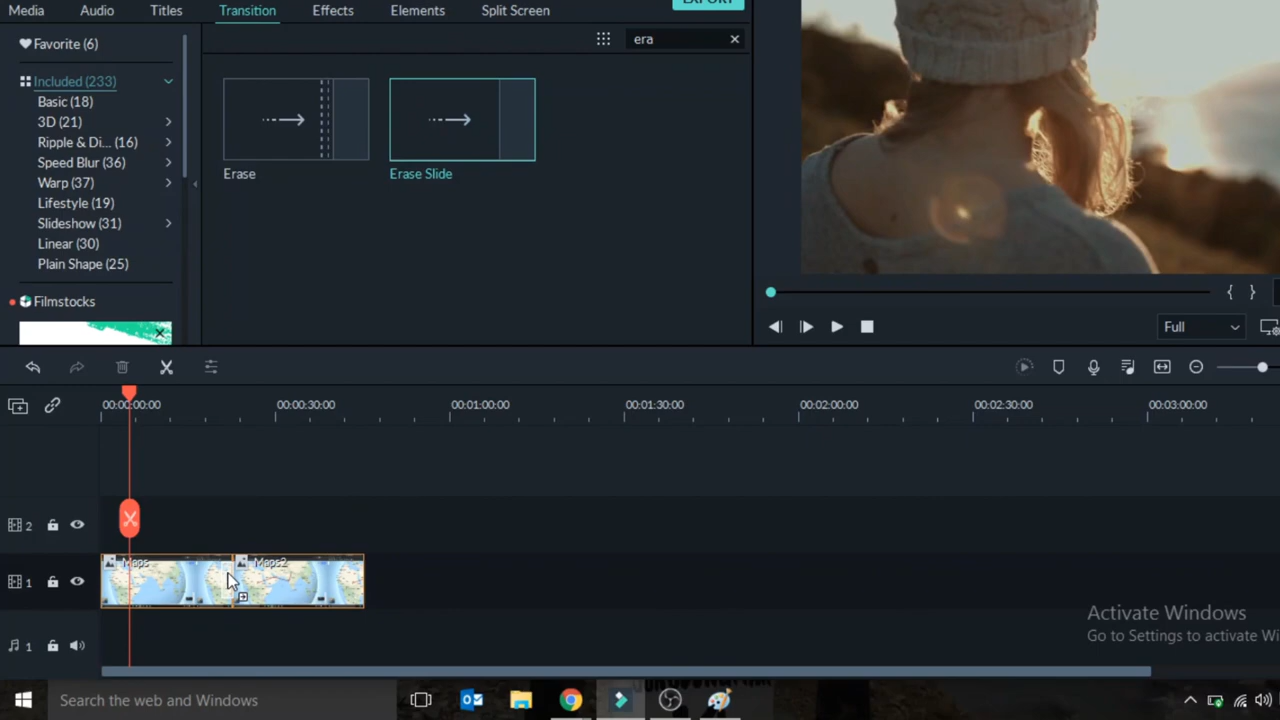 Media Audio Titles Transition Effects Elements Split Screen
Favorite (6)
era
Included (233)
Basic (18)
3D (21)
Ripple & Di... (16)
Speed Blur (36)
Warp (37)
Lifestyle (19)
Slideshow (31)
Linear (30)
Plain Shape (25)
Filmstocks
Erase
Erase Slide
EXPORT
Full
00:00:00:00 00:00:30:00 00:01:00:00 00:01:30:00 00:02:00:00 00:02:30:00 00:03:00:00
2
Maps Maps2
1
1
Activate Windows
Go to Settings to activate Wi
Search the web and Windows